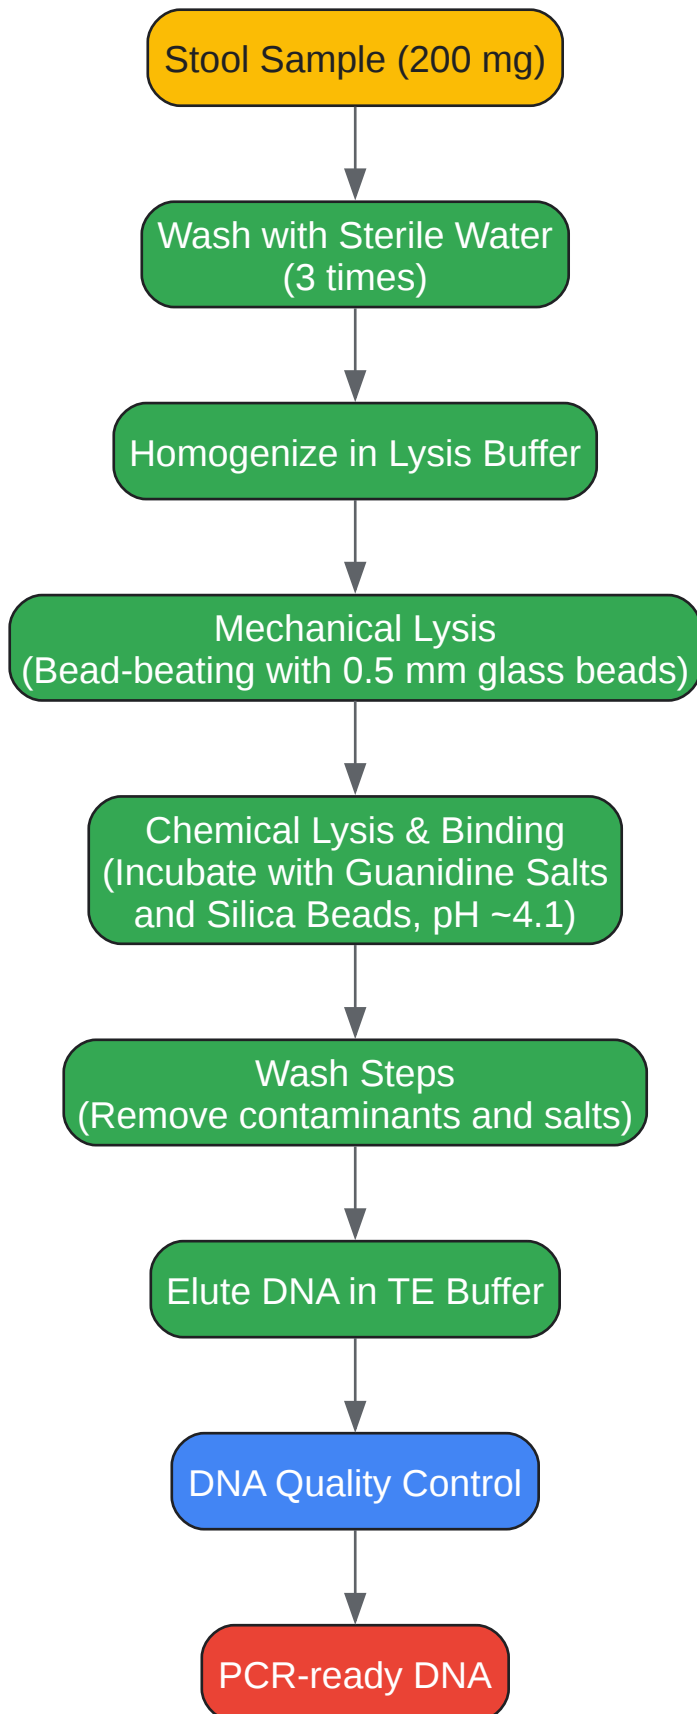 Stool Sample (200 mg)
Wash with Sterile Water
(3 times)
Homogenize in Lysis Buffer
Mechanical Lysis
(Bead-beating with 0.5 mm glass beads)
Chemical Lysis & Binding
(Incubate with Guanidine Salts
and Silica Beads, pH ~4.1)
Wash Steps
(Remove contaminants and salts)
Elute DNA in TE Buffer
DNA Quality Control
PCR-ready DNA